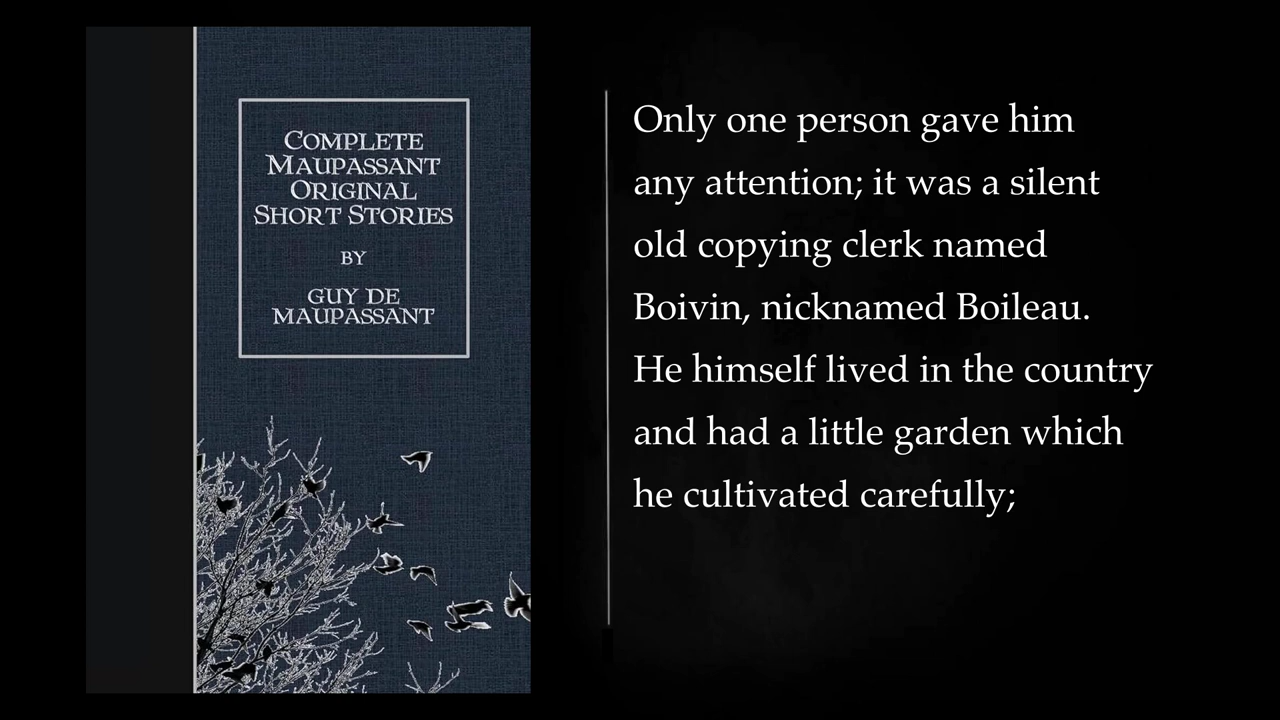 COMPLETE
MAUPASSANT
ORIGINAL
SHORT STORIES
BY
GUY DE
MAUPASSANT
Only one person gave him
any attention; it was a silent
old copying clerk named
Boivin, nicknamed Boileau.
He himself lived in the country
and had a little garden which
he cultivated carefully;